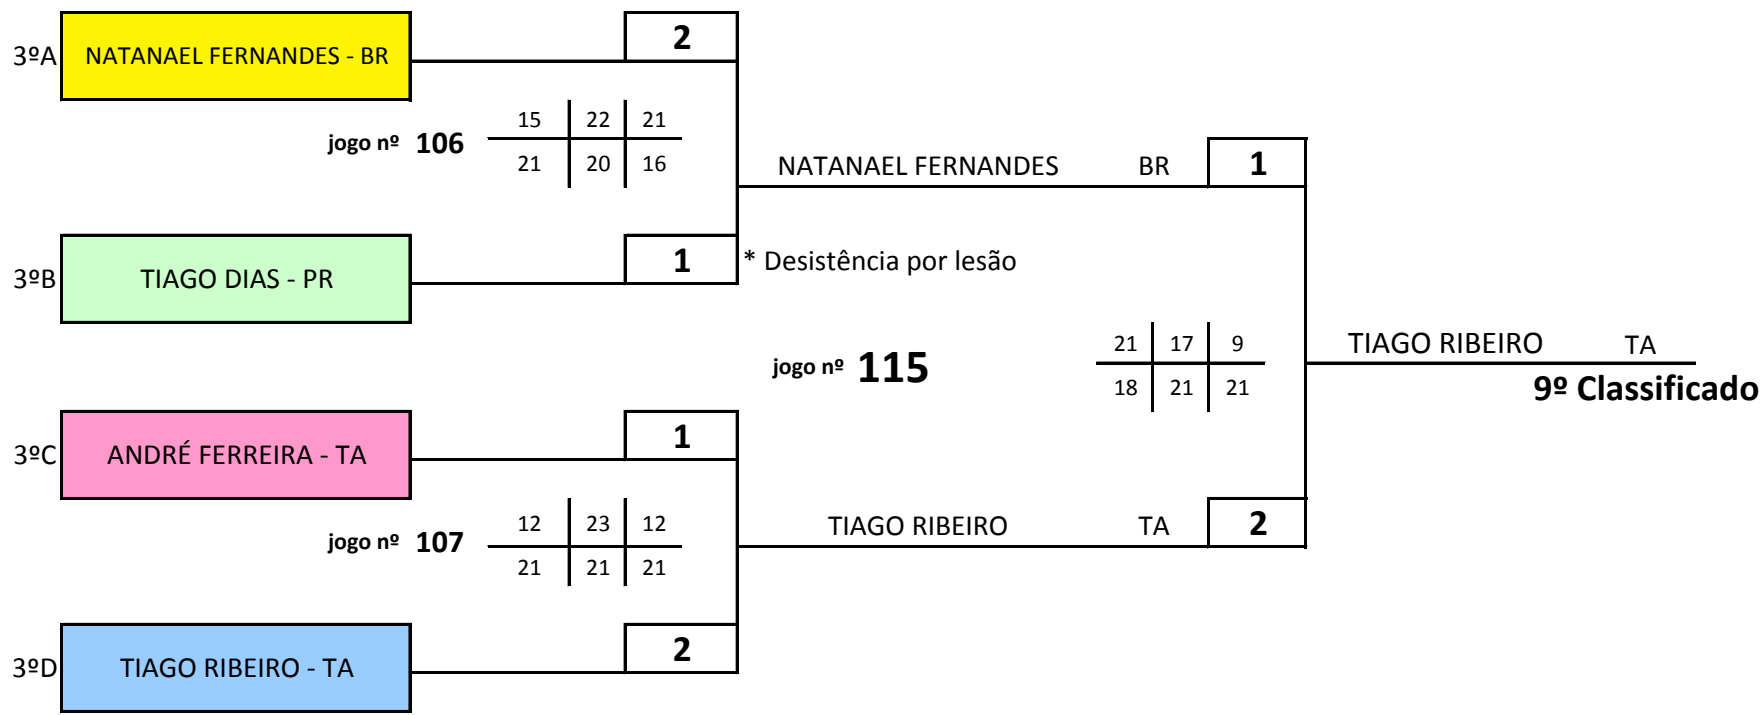 3ºA NATANAEL FERNANDES - BR 2
jogo nº 106 15 22 21
21 20 16
NATANAEL FERNANDES BR 1
3ºB TIAGO DIAS - PR 1 * Desistência por lesão
jogo nº 115 21 17 9
18 21 21
TIAGO RIBEIRO TA
9º Classificado
3ºC ANDRÉ FERREIRA - TA 1
jogo nº 107 12 23 12
21 21 21
TIAGO RIBEIRO TA 2
3ºD TIAGO RIBEIRO - TA 2